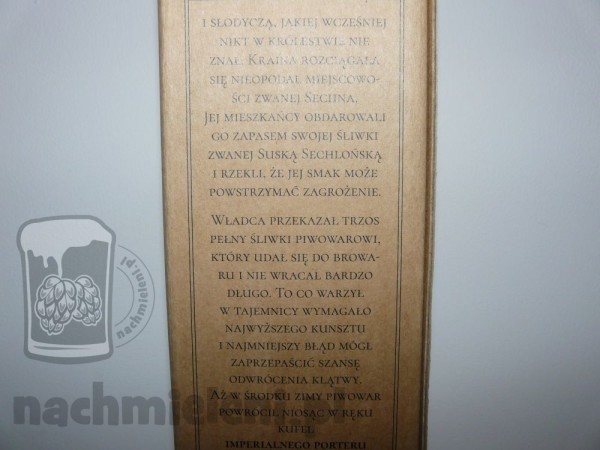 i słodyczą, jakiej wcześniej
nikt w królestwie nie
znał. Kraina rozciągała
się nieopodal miejscowo-
ści zwanej Sechna.
Jej mieszkańcy obdarowali
go zapasem swojej śliwki
zwanej Suską Sechlońską
i rzekli, że jej smak może
powstrzymać zagrożenie.
Władca przekazał trzos
pełny śliwki piwowarowi,
który udał się do browa-
ru i nie wracał bardzo
długo. To co warzył
w tajemnicy wymagało
najwyższego kunsztu
i najmniejszy błąd mógł
zaprzepaścić szansę
odwrócenia klątwy.
Aż w środku zimy piwowar
powrócił niosąc w ręku
kufel
imperialnego porteru
nachmieleni.pl
nachmieleni.pl